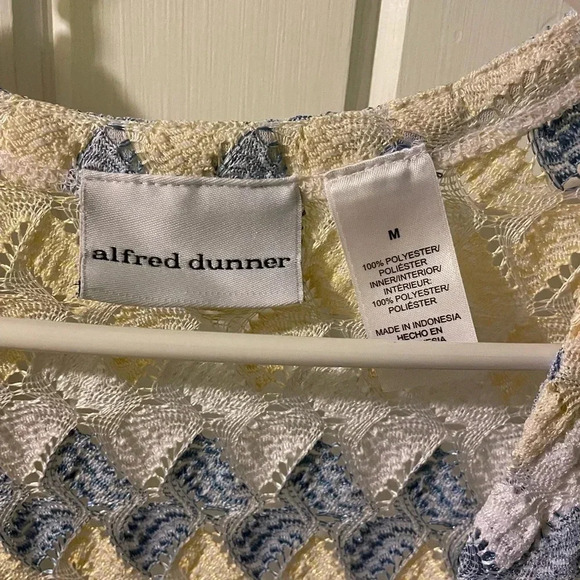 alfred dunner
M
100% POLYESTER/
POLIÉSTER
INNER/INTERIOR/
INTÉRIEUR:
100% POLYESTER/
POLIÉSTER
MADE IN INDONESIA
HECHO EN